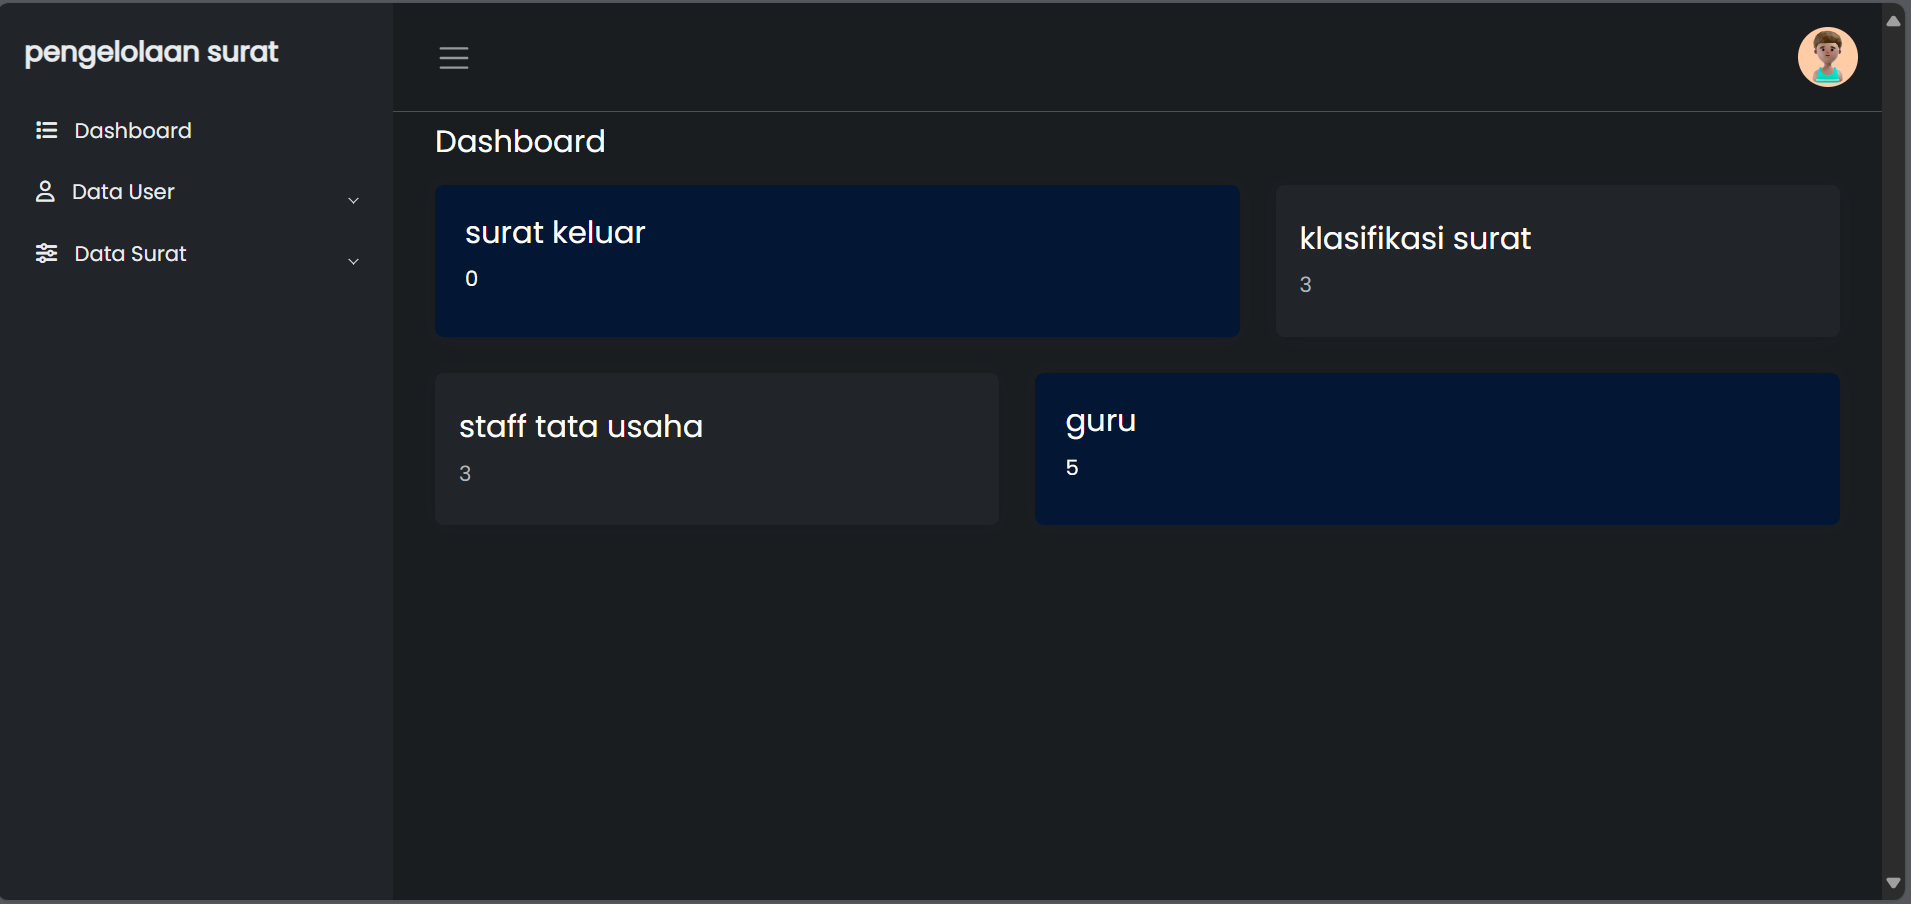 pengelolaan surat
Dashboard
Data User
Data Surat
Dashboard
surat keluar
0
klasifikasi surat
3
staff tata usaha
3
guru
5